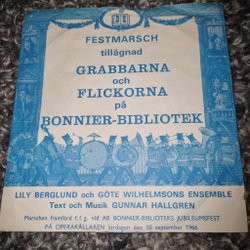 FESTMARSCH
tillägnad
GRABBARNA
och
FLICKORNA
på
BONNIER-BIBLIOTEK
LILY BERGLUND och GÖTE WILHELMSONS ENSEMBLE
Text och Musik GUNNAR HALLGREN
Marschen framförd f.f.g. vid AB BONNIER-BIBLIOTEKS JUBILEUMSFEST
PÅ OPERAKÄLLAREN lördagen den 10 september 1966